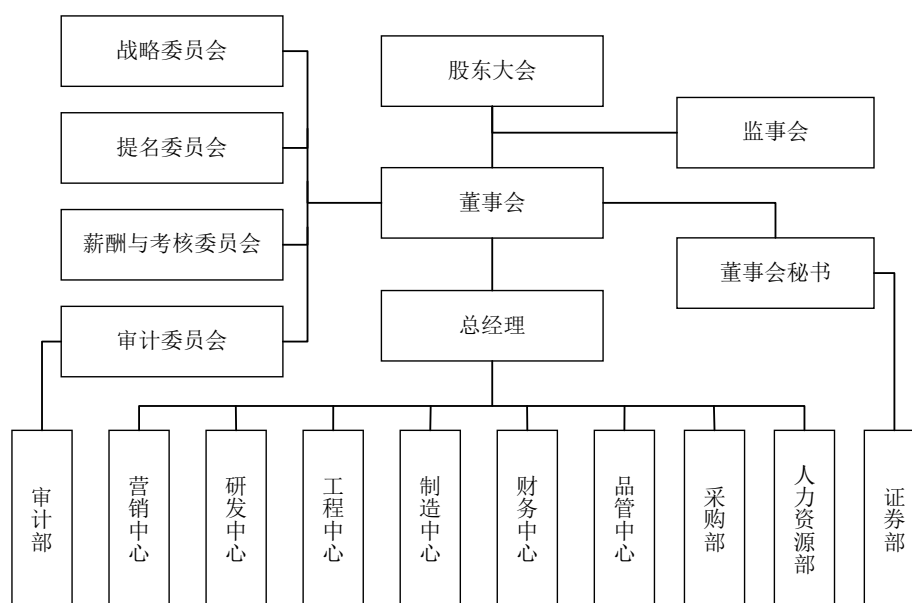 战略委员会
股东大会
监事会
提名委员会
董事会
薪酬与考核委员会
董事会秘书
总经理
审计委员会
审计部
营销中心
研发中心
工程中心
制造中心
财务中心
品管中心
采购部
人力资源部
证券部